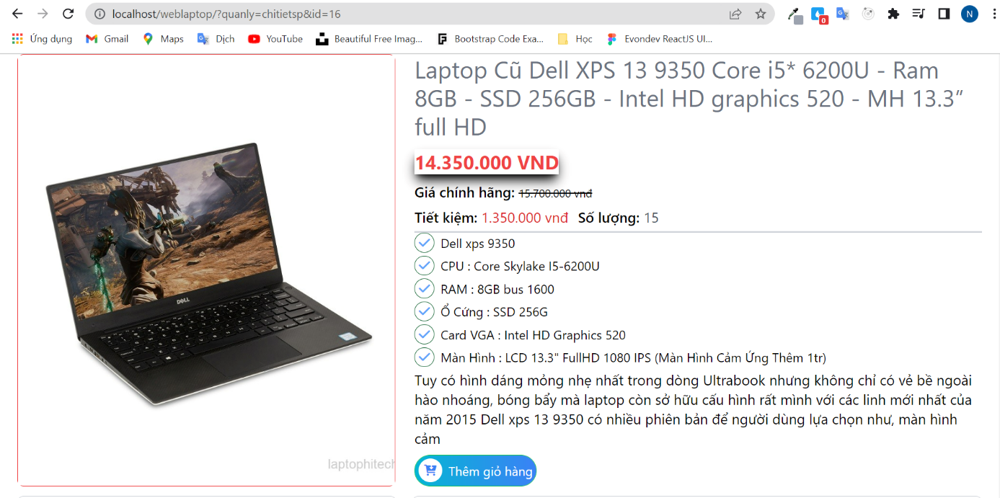 localhost/weblaptop/?quanly=chitietsp&id=16
0
N
Ứng dụng
Gmail
Maps
Dịch
YouTube
Beautiful Free Imag...
Bootstrap Code Exa...
Học
Evondev ReactJS UI...
Laptop Cũ Dell XPS 13 9350 Core i5* 6200U - Ram
8GB - SSD 256GB - Intel HD graphics 520 - MH 13.3”
full HD
14.350.000 VND
Giá chính hãng: 15.700.000 vnđ
Tiết kiệm: 1.350.000 vnđ Số lượng: 15
Dell xps 9350
CPU : Core Skylake I5-6200U
RAM : 8GB bus 1600
Ổ Cứng : SSD 256G
Card VGA : Intel HD Graphics 520
Màn Hình : LCD 13.3" FullHD 1080 IPS (Màn Hình Cảm Ứng Thêm 1tr)
Tuy có hình dáng mỏng nhẹ nhất trong dòng Ultrabook nhưng không chỉ có vẻ bề ngoài
hào nhoáng, bóng bẩy mà laptop còn sở hữu cấu hình rất mình với các linh mới nhất của
năm 2015 Dell xps 13 9350 có nhiều phiên bản để người dùng lựa chọn như, màn hình
cảm
Thêm giỏ hàng
DELL
laptophitech